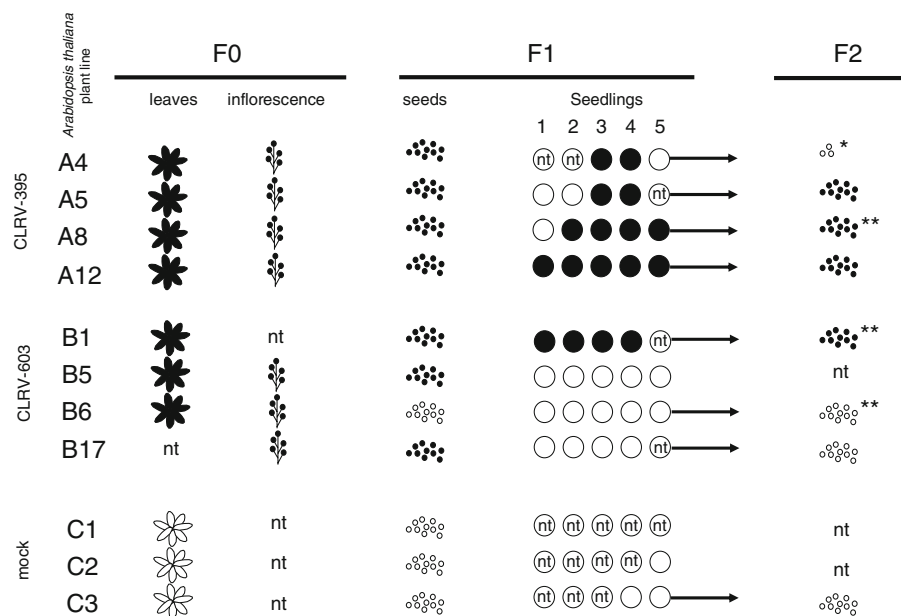 F0 F1 F2
Arabidopsis thaliana
plant line
leaves inflorescence seeds Seedlings
1 2 3 4 5
CLRV-395
A4 nt nt *
A5 nt
A8 **
A12
CLRV-603
B1 nt nt **
B5 nt
B6 **
B17 nt nt
mock
C1 nt nt nt nt nt nt nt
C2 nt nt nt nt nt nt
C3 nt nt nt nt